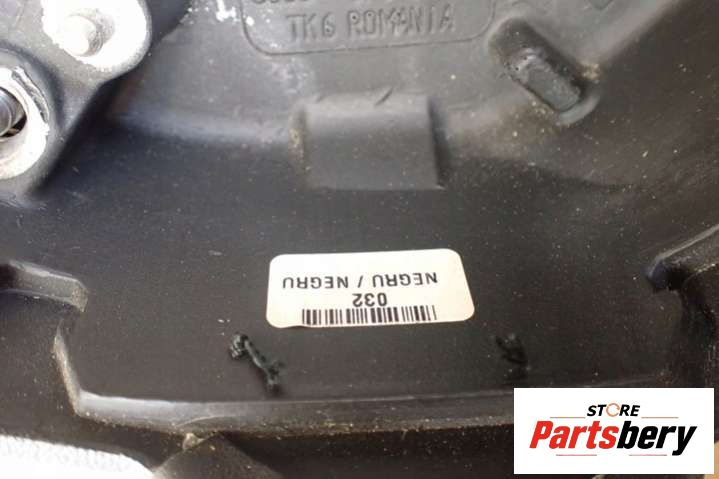 TK6 ROMANIA
032
NEGRU / NEGRU
STORE
Partsbery